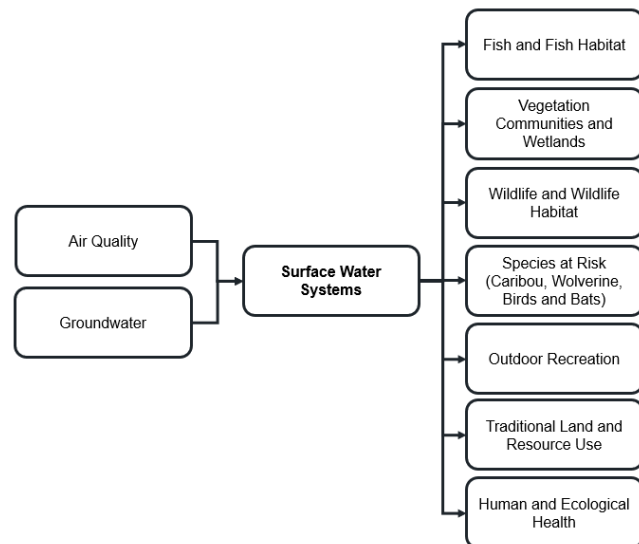 Fish and Fish Habitat
Vegetation
Communities and
Wetlands
Wildlife and Wildlife
Habitat
Air Quality
Groundwater
Surface Water
Systems
Species at Risk
(Caribou, Wolverine,
Birds and Bats)
Outdoor Recreation
Traditional Land and
Resource Use
Human and Ecological
Health